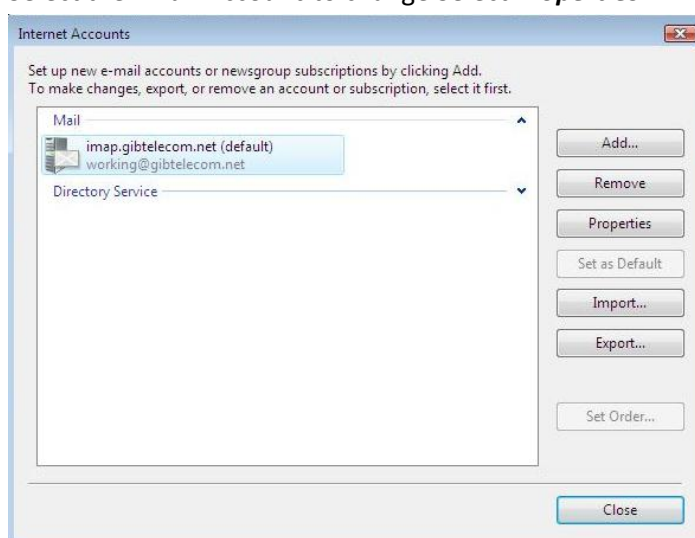 Internet Accounts
Set up new e-mail accounts or newsgroup subscriptions by clicking Add.
To make changes, export, or remove an account or subscription, select it first.
Mail
imap.gibtelecom.net (default)
working@gibtelecom.net
Directory Service
Add...
Remove
Properties
Set as Default
Import...
Export...
Set Order...
Close